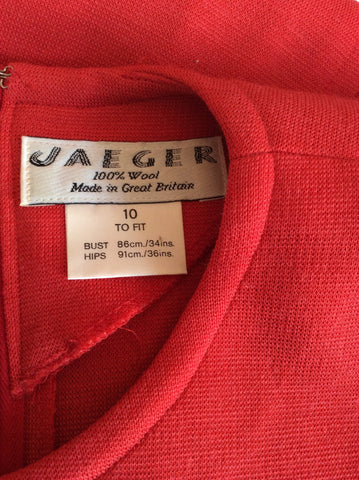 JAEGER
100% Wool
Made in Great Britain
10
TO FIT
BUST 86cm./34ins.
HIPS 91cm./36ins.